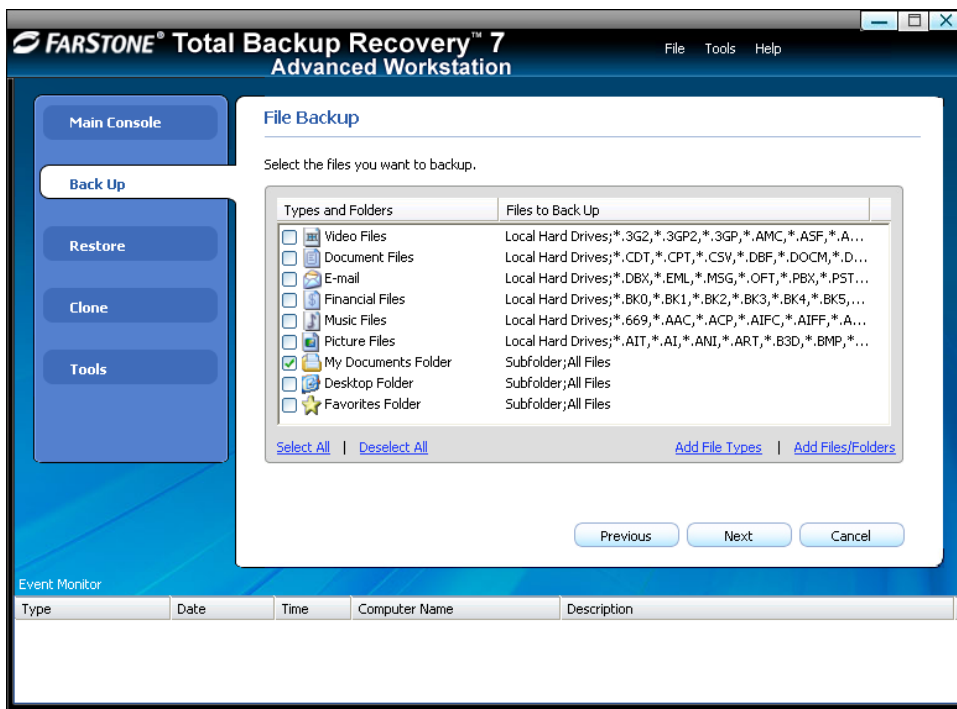 FARSTONE® Total Backup Recovery™ 7
Advanced Workstation
File Tools Help
Main Console
Back Up
Restore
Clone
Tools
File Backup
Select the files you want to backup.
Types and Folders Files to Back Up
Video Files Local Hard Drives;*.3G2,*.3GP2,*.3GP,*.AMC,*.ASF,*.A...
Document Files Local Hard Drives;*.CDT,*.CPT,*.CSV,*.DBF,*.DOCM,*.D...
E-mail Local Hard Drives;*.DBX,*.EML,*.MSG,*.OFT,*.PBX,*.PST...
Financial Files Local Hard Drives;*.BK0,*.BK1,*.BK2,*.BK3,*.BK4,*.BK5,...
Music Files Local Hard Drives;*.669,*.AAC,*.ACP,*.AIFC,*.AIFF,*.A...
Picture Files Local Hard Drives;*.AIT,*.AI,*.ANI,*.ART,*.B3D,*.BMP,*...
My Documents Folder Subfolder;All Files
Desktop Folder Subfolder;All Files
Favorites Folder Subfolder;All Files
Select All | Deselect All Add File Types | Add Files/Folders
Previous Next Cancel
Event Monitor
Type Date Time Computer Name Description